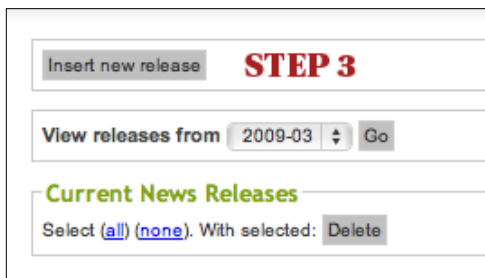 Insert new release STEP 3
View releases from 2009-03 Go
Current News Releases
Select (all) (none). With selected: Delete